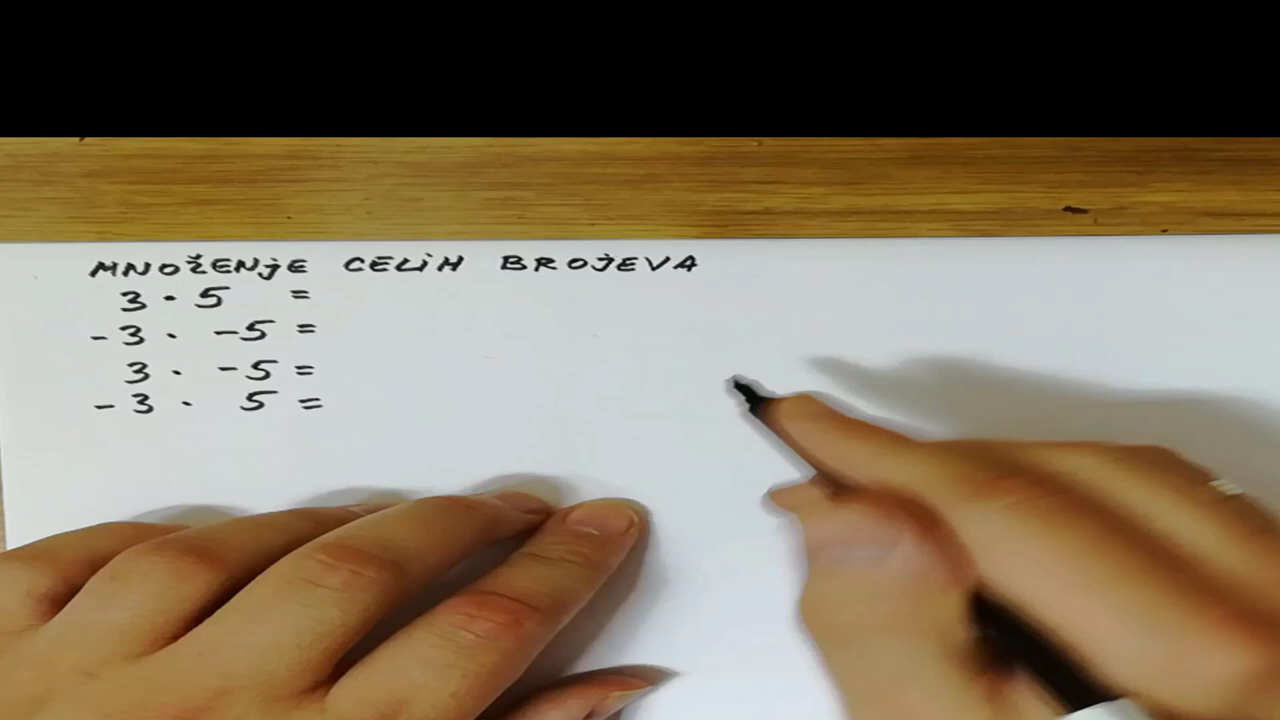 MNOŽENjE CELiH BROjEVA
3 · 5 =
-3 · -5 =
3 · -5 =
-3 · 5 =